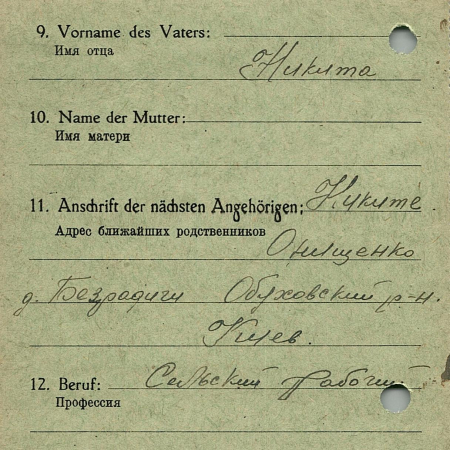 9. Vorname des Vaters:
Имя отца
Никита
10. Name der Mutter:
Имя матери
11. Anschrift der nächsten Angehörigen: Никите
Адрес ближайших родственников
Онищенко
д. Безрадичи Обуховский р-н.
Киев.
12. Beruf: Сельский рабочий
Профессия